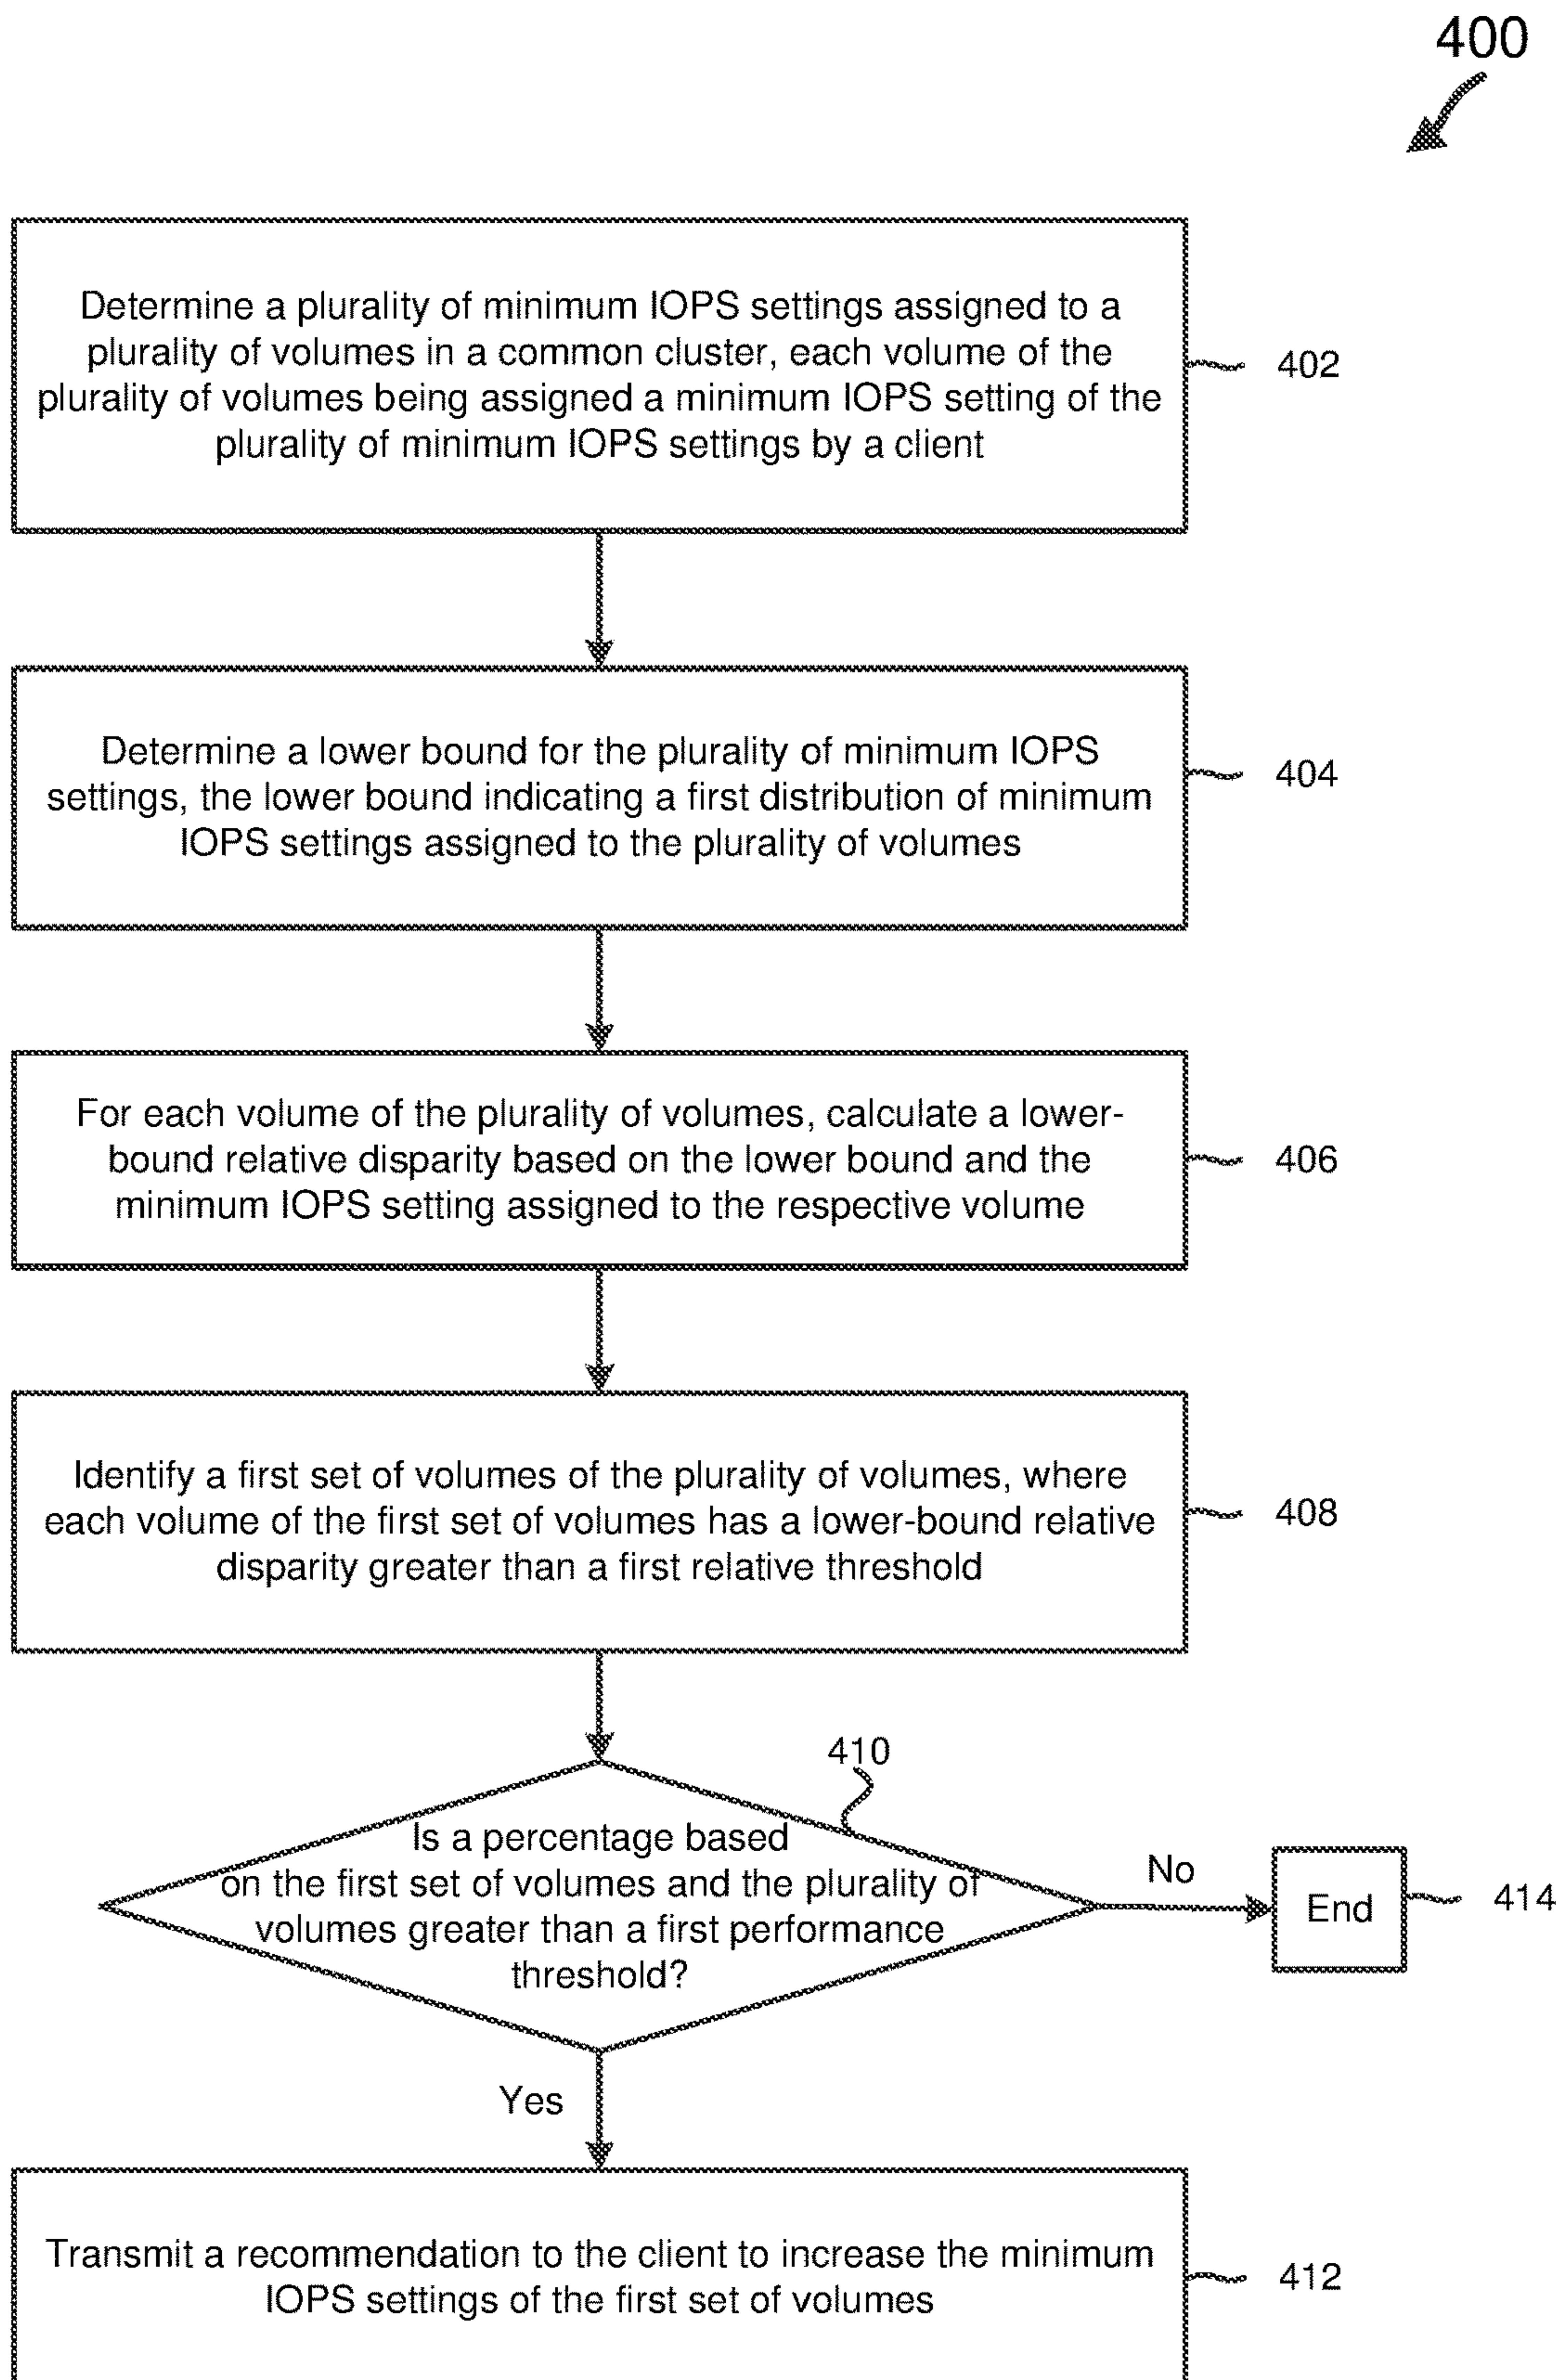 400
Determine a plurality of minimum IOPS settings assigned to a
plurality of volumes in a common cluster, each volume of the
plurality of volumes being assigned a minimum IOPS setting of the
plurality of minimum IOPS settings by a client
402
Determine a lower bound for the plurality of minimum IOPS
settings, the lower bound indicating a first distribution of minimum
IOPS settings assigned to the plurality of volumes
404
For each volume of the plurality of volumes, calculate a lower-
bound relative disparity based on the lower bound and the
minimum IOPS setting assigned to the respective volume
406
Identify a first set of volumes of the plurality of volumes, where
each volume of the first set of volumes has a lower-bound relative
disparity greater than a first relative threshold
408
410
Is a percentage based
on the first set of volumes and the plurality of
volumes greater than a first performance
threshold?
No
End
414
Yes
Transmit a recommendation to the client to increase the minimum
IOPS settings of the first set of volumes
412